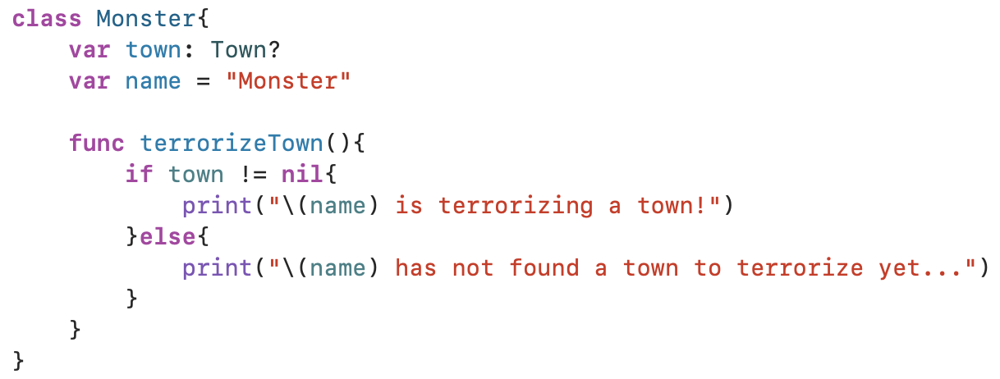 class Monster{
    var town: Town?
    var name = "Monster"

    func terrorizeTown(){
        if town != nil{
            print("\(name) is terrorizing a town!")
        }else{
            print("\(name) has not found a town to terrorize yet...")
        }
    }
}